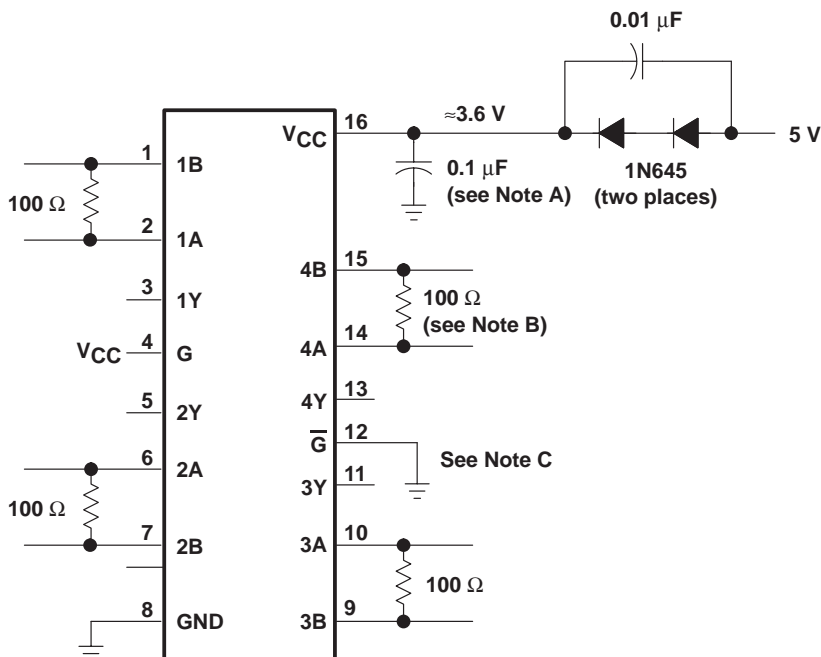 0.01 μF
16
≈3.6 V
VCC
5 V
1
1B
0.1 μF
(see Note A)
1N645
(two places)
100 Ω
2
1A
15
4B
3
1Y
100 Ω
(see Note B)
14
4A
VCC
4
G
13
4Y
5
2Y
12
G̅
See Note C
6
2A
11
3Y
100 Ω
7
2B
10
3A
100 Ω
8
GND
9
3B